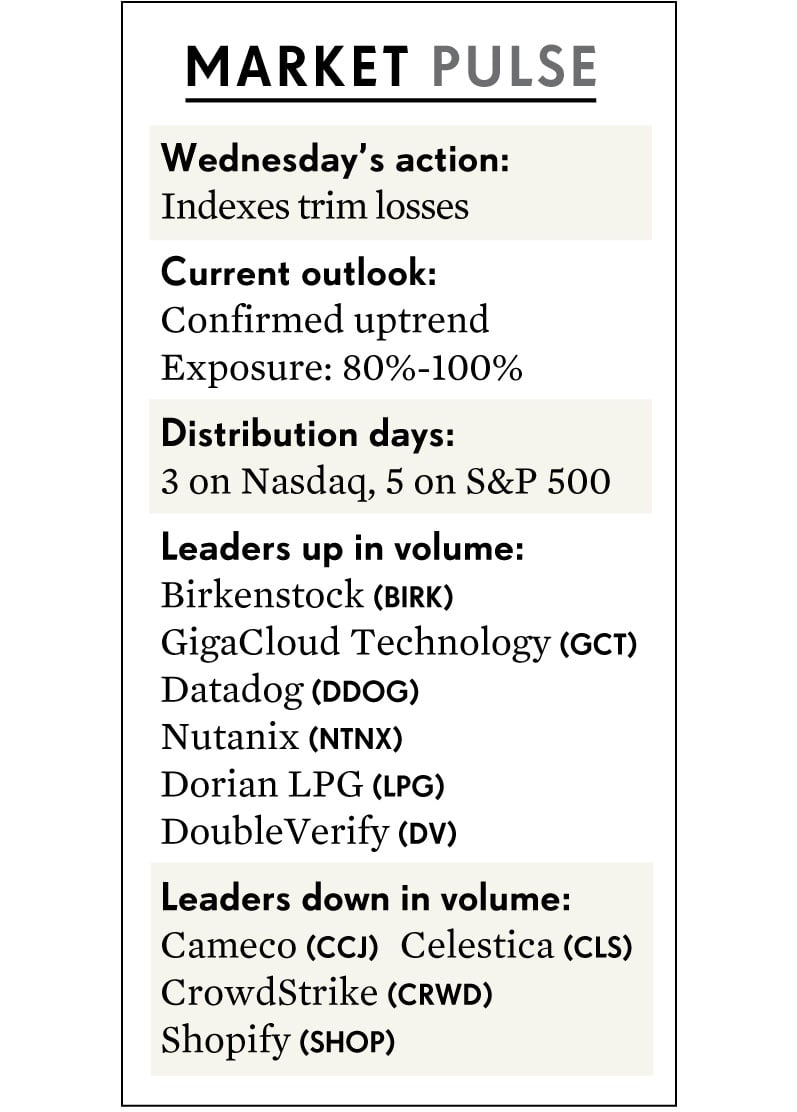 MARKET PULSE
Wednesday’s action:
Indexes trim losses
Current outlook:
Confirmed uptrend
Exposure: 80%-100%
Distribution days:
3 on Nasdaq, 5 on S&P 500
Leaders up in volume:
Birkenstock (BIRK)
GigaCloud Technology (GCT)
Datadog (DDOG)
Nutanix (NTNX)
Dorian LPG (LPG)
DoubleVerify (DV)
Leaders down in volume:
Cameco (CCJ) Celestica (CLS)
CrowdStrike (CRWD)
Shopify (SHOP)